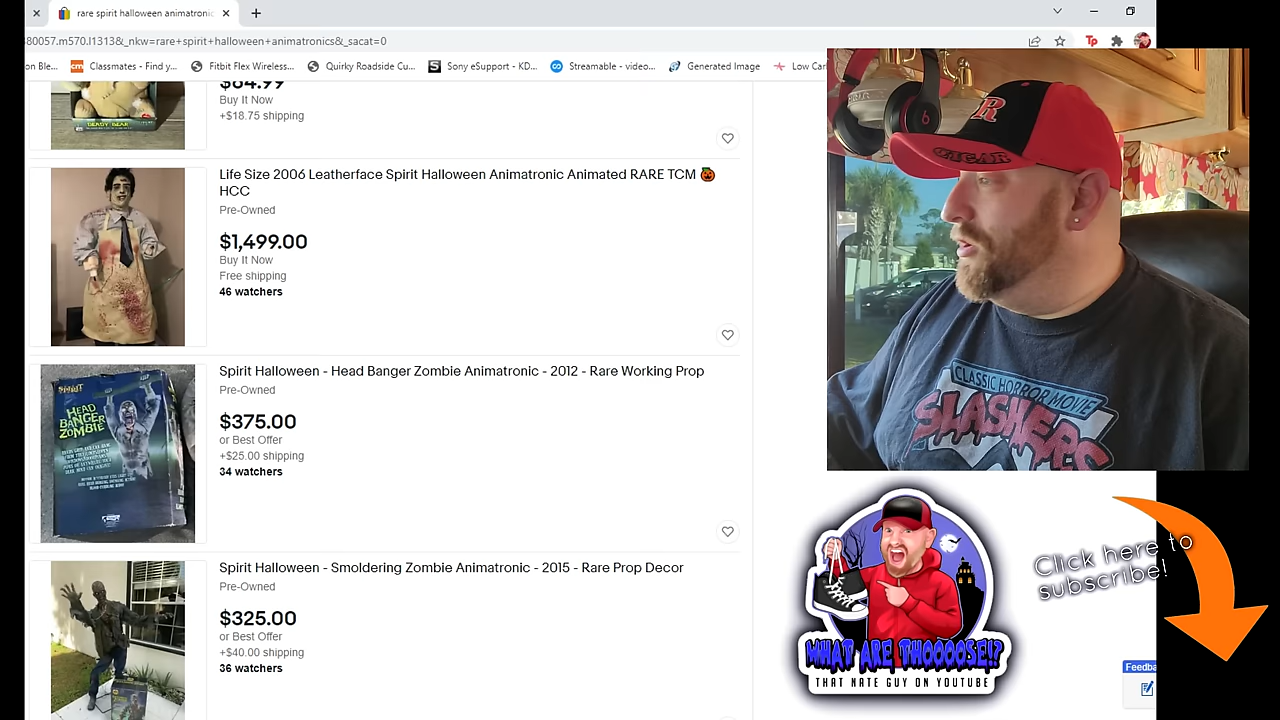 rare spirit halloween animatronic
80057.m570.l1313&_nkw=rare+spirit+halloween+animatronics&_sacat=0
on Ble...
Classmates - Find y...
Fitbit Flex Wireless...
Quirky Roadside Cu...
Sony eSupport - KD...
Streamable - video...
Generated Image
Low Car
$84.99
Buy It Now
+$18.75 shipping
Life Size 2006 Leatherface Spirit Halloween Animatronic Animated RARE TCM 🎃
HCC
Pre-Owned
$1,499.00
Buy It Now
Free shipping
46 watchers
SPIRIT
HEAD
BANGER
ZOMBIE
Spirit Halloween - Head Banger Zombie Animatronic - 2012 - Rare Working Prop
Pre-Owned
$375.00
or Best Offer
+$25.00 shipping
34 watchers
Spirit Halloween - Smoldering Zombie Animatronic - 2015 - Rare Prop Decor
Pre-Owned
$325.00
or Best Offer
+$40.00 shipping
36 watchers
R
CIGAR
CLASSIC HORROR MOVIE
SLASHERS
WHAT ARE THOOOOSE!?
THAT NATE GUY ON YOUTUBE
Click here to
subscribe!
Feedba